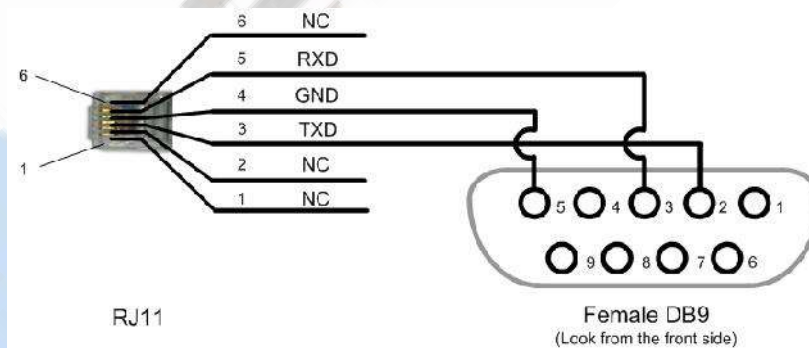 6 NC
5 RXD
4 GND
3 TXD
2 NC
1 NC
6
1
5 4 3 2 1
9 8 7 6
RJ11
Female DB9
(Look from the front side)